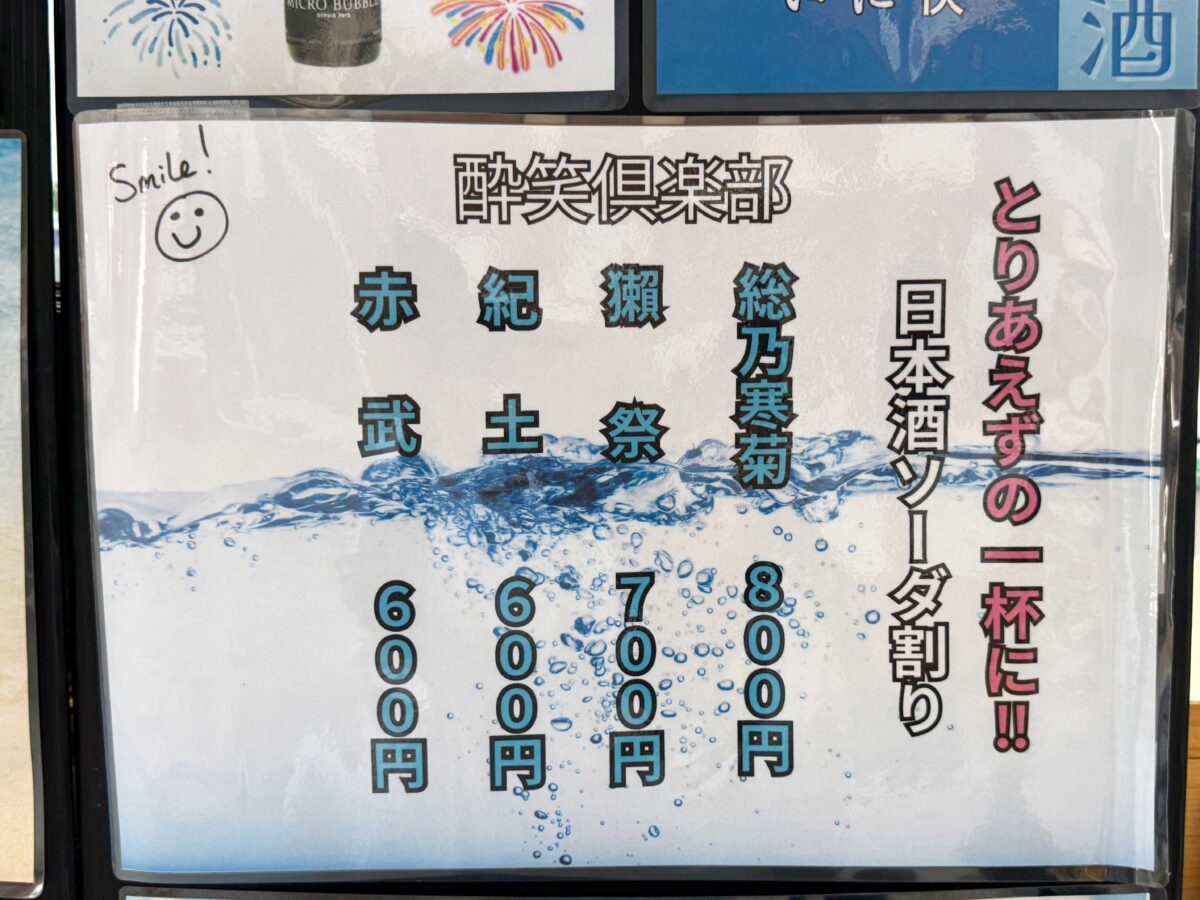 MICRO BUBBLE
DEPUIS 2015
酒
Smile!
酔笑倶楽部
とりあえずの一杯に!!
日本酒ソーダ割り
総乃寒菊 800円
獺祭 700円
紀土 600円
赤武 600円